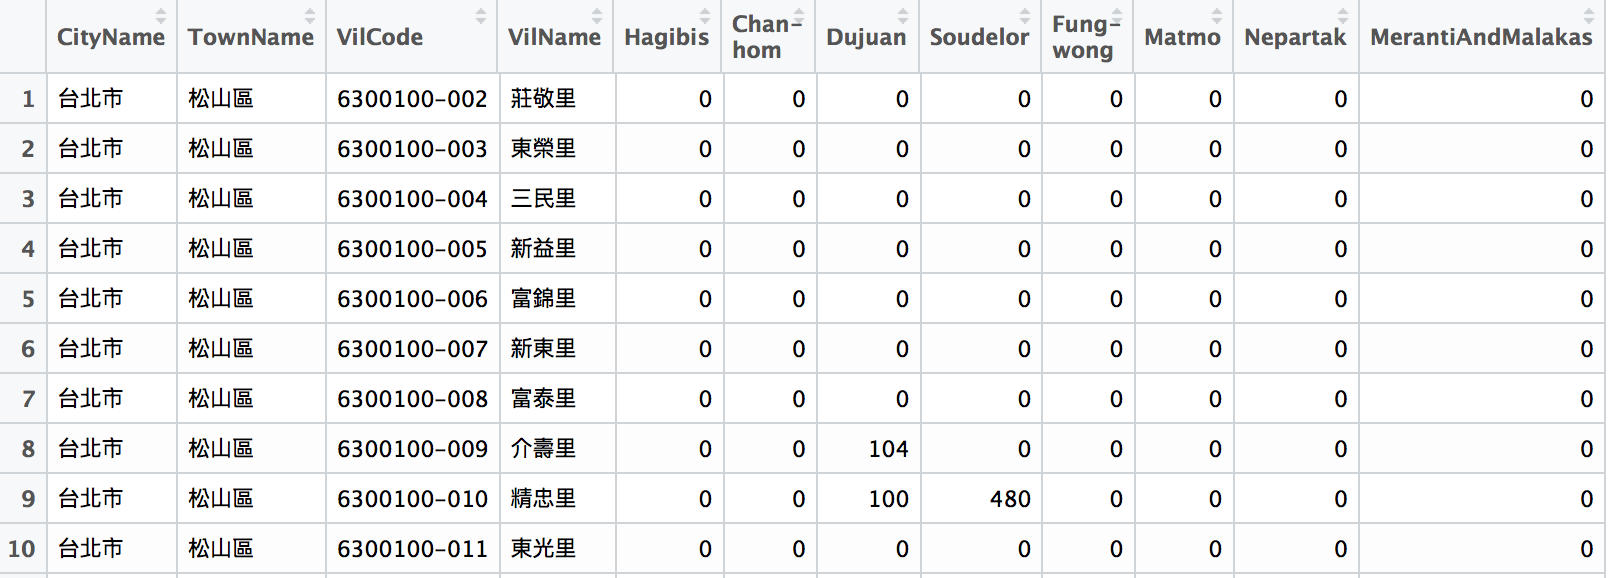 CityName TownName VilCode VilName Hagibis Chan-hom Dujuan Soudelor Fung-wong Matmo Nepartak MerantiAndMalakas
1 台北市 松山區 6300100-002 莊敬里 0 0 0 0 0 0 0 0
2 台北市 松山區 6300100-003 東榮里 0 0 0 0 0 0 0 0
3 台北市 松山區 6300100-004 三民里 0 0 0 0 0 0 0 0
4 台北市 松山區 6300100-005 新益里 0 0 0 0 0 0 0 0
5 台北市 松山區 6300100-006 富錦里 0 0 0 0 0 0 0 0
6 台北市 松山區 6300100-007 新東里 0 0 0 0 0 0 0 0
7 台北市 松山區 6300100-008 富泰里 0 0 0 0 0 0 0 0
8 台北市 松山區 6300100-009 介壽里 0 0 104 0 0 0 0 0
9 台北市 松山區 6300100-010 精忠里 0 0 100 480 0 0 0 0
10 台北市 松山區 6300100-011 東光里 0 0 0 0 0 0 0 0